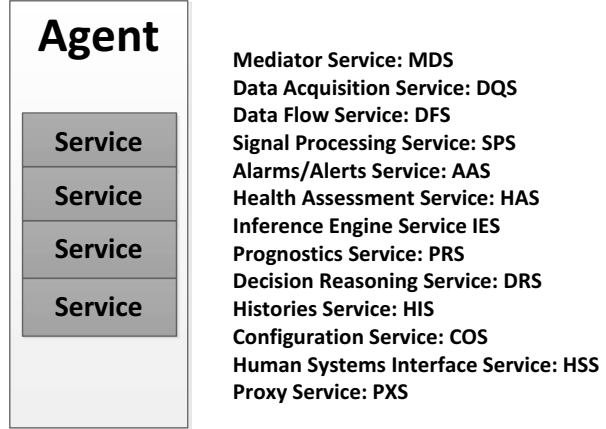 Agent
Service
Service
Service
Service
Mediator Service: MDS
Data Acquisition Service: DQS
Data Flow Service: DFS
Signal Processing Service: SPS
Alarms/Alerts Service: AAS
Health Assessment Service: HAS
Inference Engine Service IES
Prognostics Service: PRS
Decision Reasoning Service: DRS
Histories Service: HIS
Configuration Service: COS
Human Systems Interface Service: HSS
Proxy Service: PXS